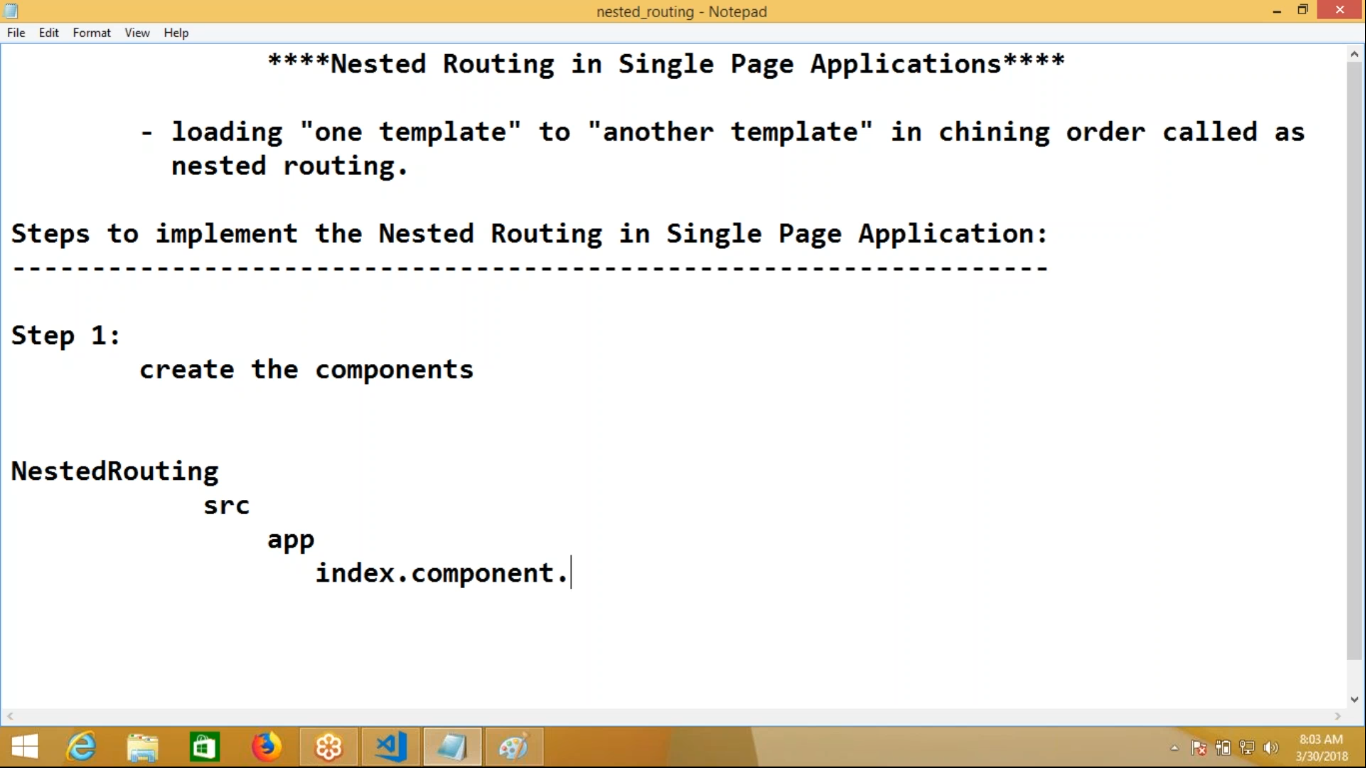 nested_routing - Notepad
File Edit Format View Help
****Nested Routing in Single Page Applications****
- loading "one template" to "another template" in chining order called as
nested routing.
Steps to implement the Nested Routing in Single Page Application:
-----------------------------------------------------------------
Step 1:
create the components
NestedRouting
src
app
index.component.
8:03 AM
3/30/2018